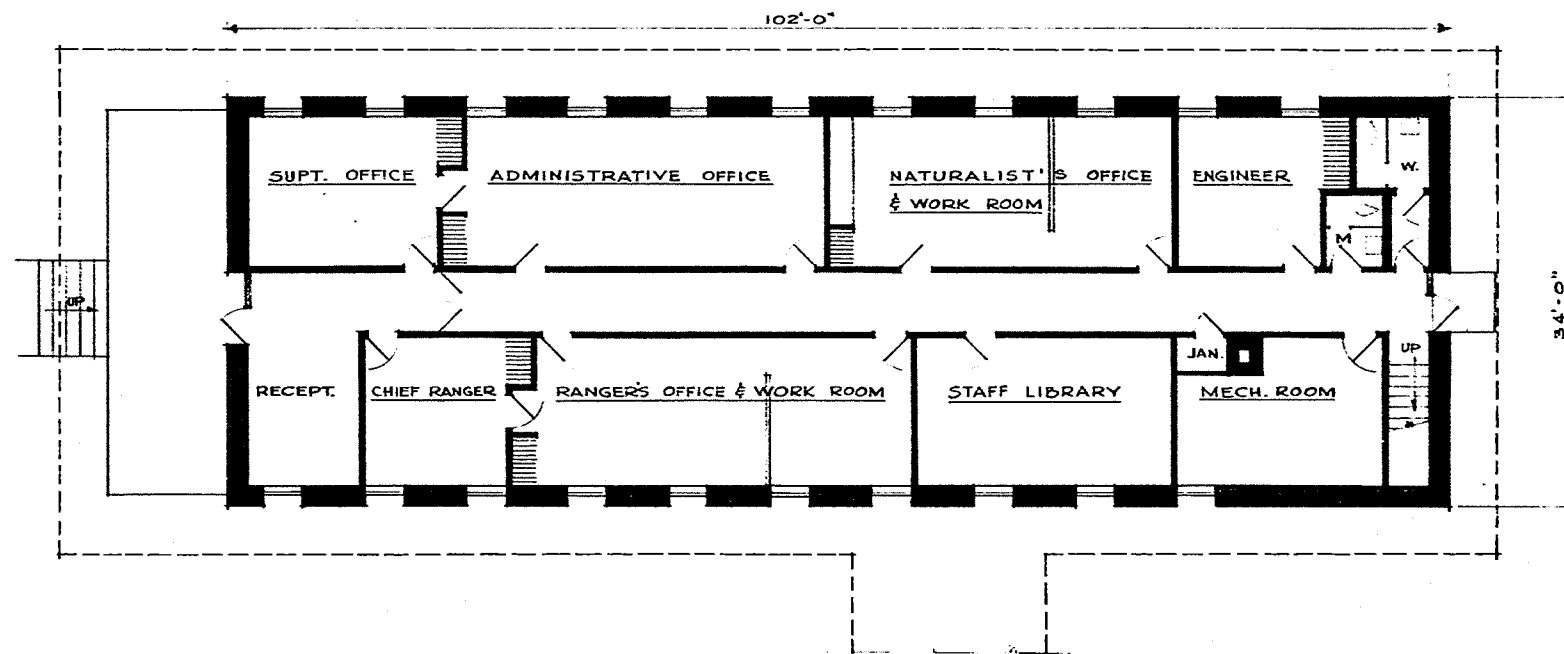 102'-0"
SUPT. OFFICE
ADMINISTRATIVE OFFICE
NATURALIST'S OFFICE
& WORK ROOM
ENGINEER
W.
M
UP
34'-0"
RECEPT.
CHIEF RANGER
RANGER'S OFFICE & WORK ROOM
STAFF LIBRARY
JAN.
MECH. ROOM
UP